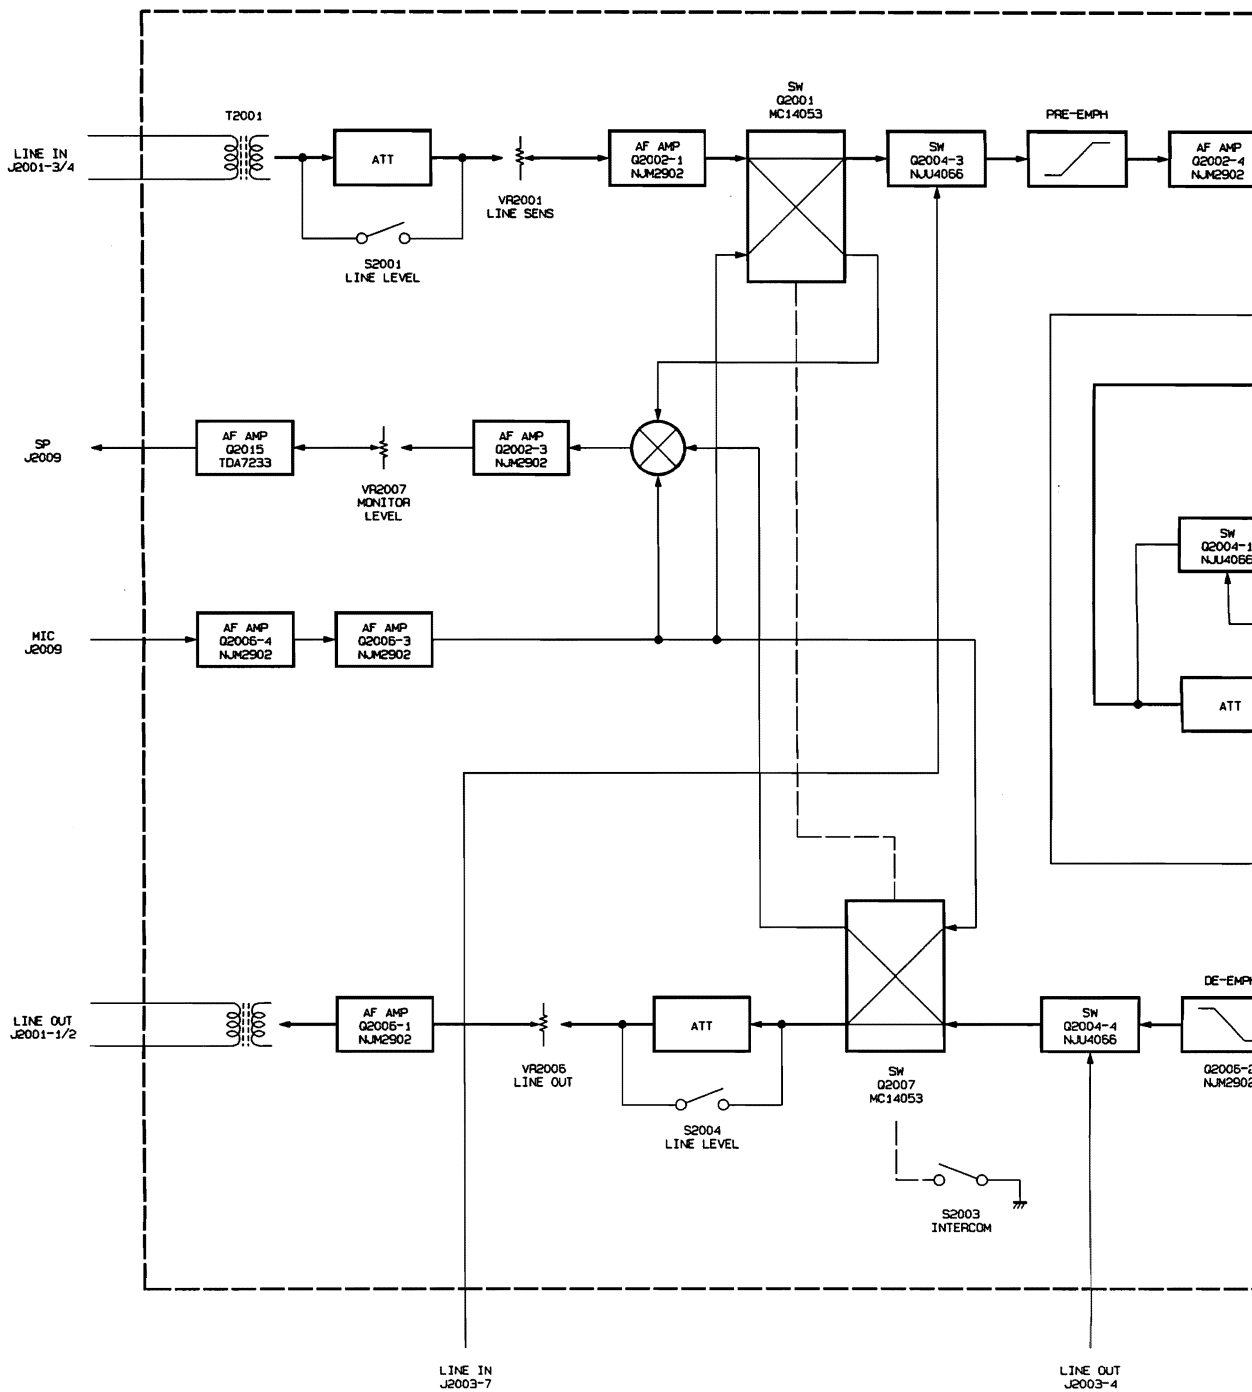 SW
Q2001
MC14053
T2001
PRE-EMPH
LINE IN
J2001-3/4
ATT
AF AMP
Q2002-1
NJM2902
SW
Q2004-3
NJU4066
AF AMP
Q2002-4
NJM2902
VR2001
LINE SENS
S2001
LINE LEVEL
SP
J2009
AF AMP
Q2015
TDA7233
VR2007
MONITOR
LEVEL
AF AMP
Q2002-3
NJM2902
SW
Q2004-1
NJU4066
MIC
J2009
AF AMP
Q2006-4
NJM2902
AF AMP
Q2006-3
NJM2902
ATT
DE-EMPH
LINE OUT
J2001-1/2
AF AMP
Q2006-1
NJM2902
VR2006
LINE OUT
ATT
SW
Q2007
MC14053
SW
Q2004-4
NJU4066
Q2006-2
NJM2902
S2004
LINE LEVEL
S2003
INTERCOM
LINE IN
J2003-7
LINE OUT
J2003-4